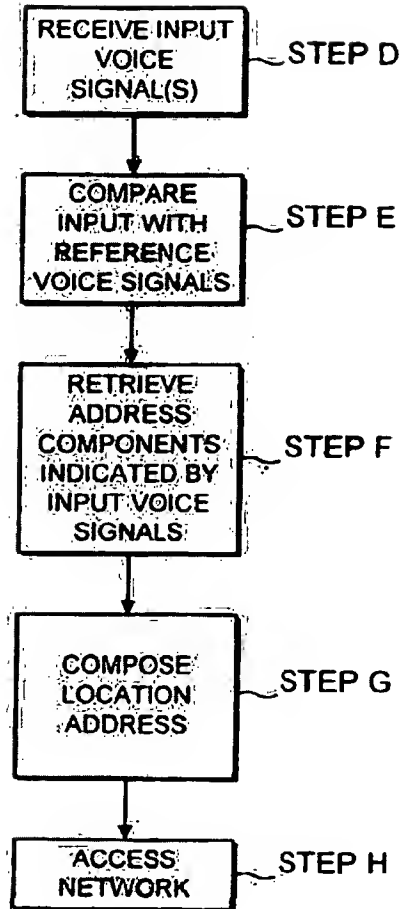 RECEIVE INPUT
VOICE
SIGNAL(S)
STEP D
COMPARE
INPUT WITH
REFERENCE
VOICE SIGNALS
STEP E
RETRIEVE
ADDRESS
COMPONENTS
INDICATED BY
INPUT VOICE
SIGNALS
STEP F
COMPOSE
LOCATION
ADDRESS
STEP G
ACCESS
NETWORK
STEP H